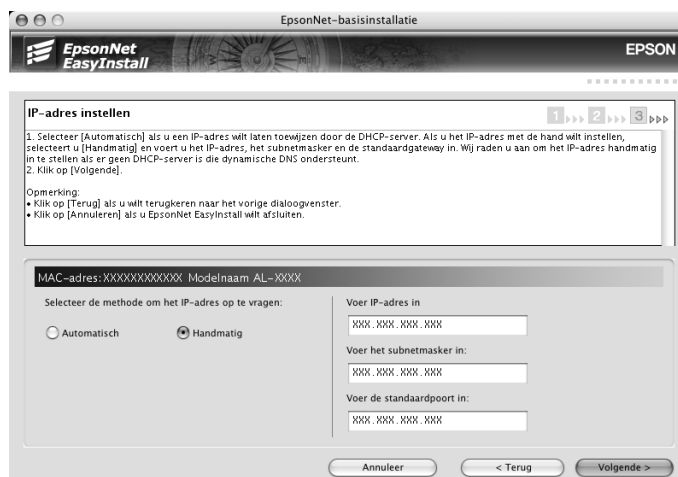 EpsonNet-basisinstallatie
EpsonNet
EasyInstall
EPSON
IP-adres instellen
1 2 3
1. Selecteer [Automatisch] als u een IP-adres wilt laten toewijzen door de DHCP-server. Als u het IP-adres met de hand wilt instellen,
selecteert u [Handmatig] en voert u het IP-adres, het subnetmasker en de standaardgateway in. Wij raden u aan om het IP-adres handmatig
in te stellen als er geen DHCP-server is die dynamische DNS ondersteunt.
2. Klik op [Volgende].
Opmerking:
• Klik op [Terug] als u wilt terugkeren naar het vorige dialoogvenster.
• Klik op [Annuleren] als u EpsonNet EasyInstall wilt afsluiten.
MAC-adres:XXXXXXXXXXXX Modelnaam AL-XXXX
Selecteer de methode om het IP-adres op te vragen:
Automatisch
Handmatig
Voer IP-adres in
XXX.XXX.XXX.XXX
Voer het subnetmasker in:
XXX.XXX.XXX.XXX
Voer de standaardpoort in:
XXX.XXX.XXX.XXX
Annuleer
< Terug
Volgende >